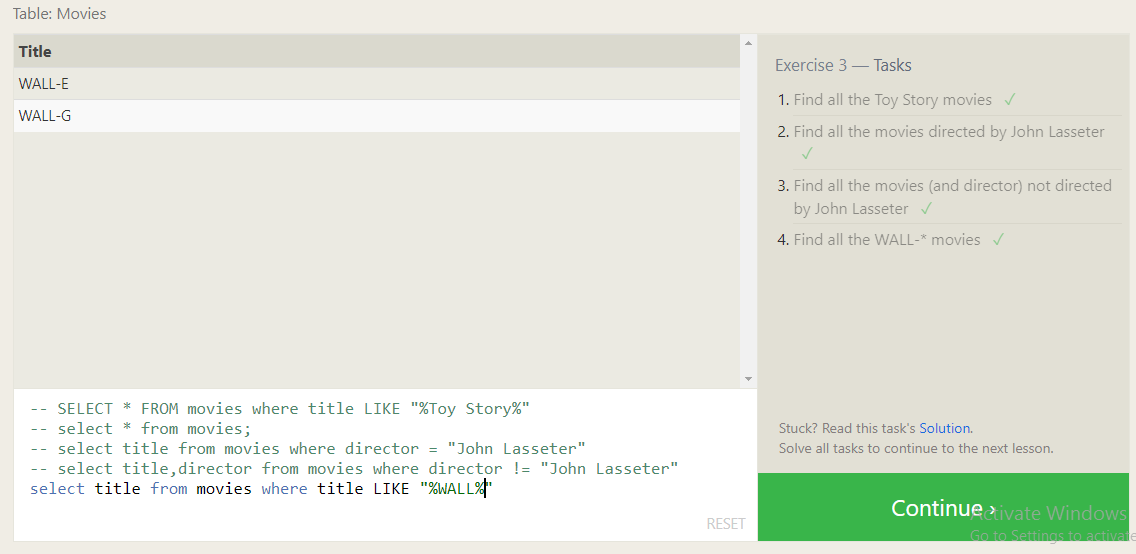 Table: Movies
Title
WALL-E
WALL-G
Exercise 3 — Tasks
1. Find all the Toy Story movies ✓
2. Find all the movies directed by John Lasseter
✓
3. Find all the movies (and director) not directed
by John Lasseter ✓
4. Find all the WALL-* movies ✓
-- SELECT * FROM movies where title LIKE "%Toy Story%"
-- select * from movies;
-- select title from movies where director = "John Lasseter"
-- select title,director from movies where director != "John Lasseter"
select title from movies where title LIKE "%WALL%"
RESET
Stuck? Read this task's Solution.
Solve all tasks to continue to the next lesson.
Continue ›
Activate Windows
Go to Settings to activate